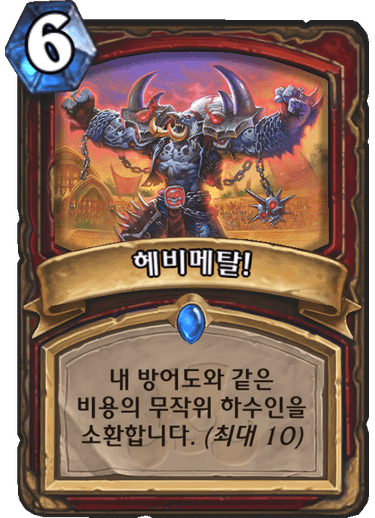 6
헤비메탈!
내 방어도와 같은
비용의 무작위 하수인을
소환합니다. (최대 10)